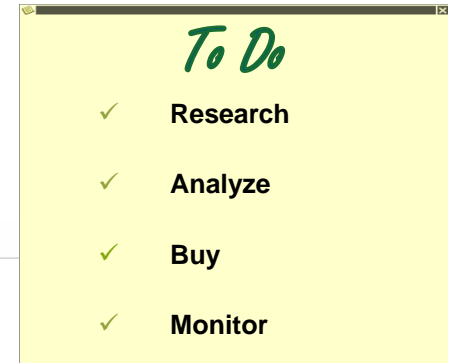 To Do
✓ Research
✓ Analyze
✓ Buy
✓ Monitor